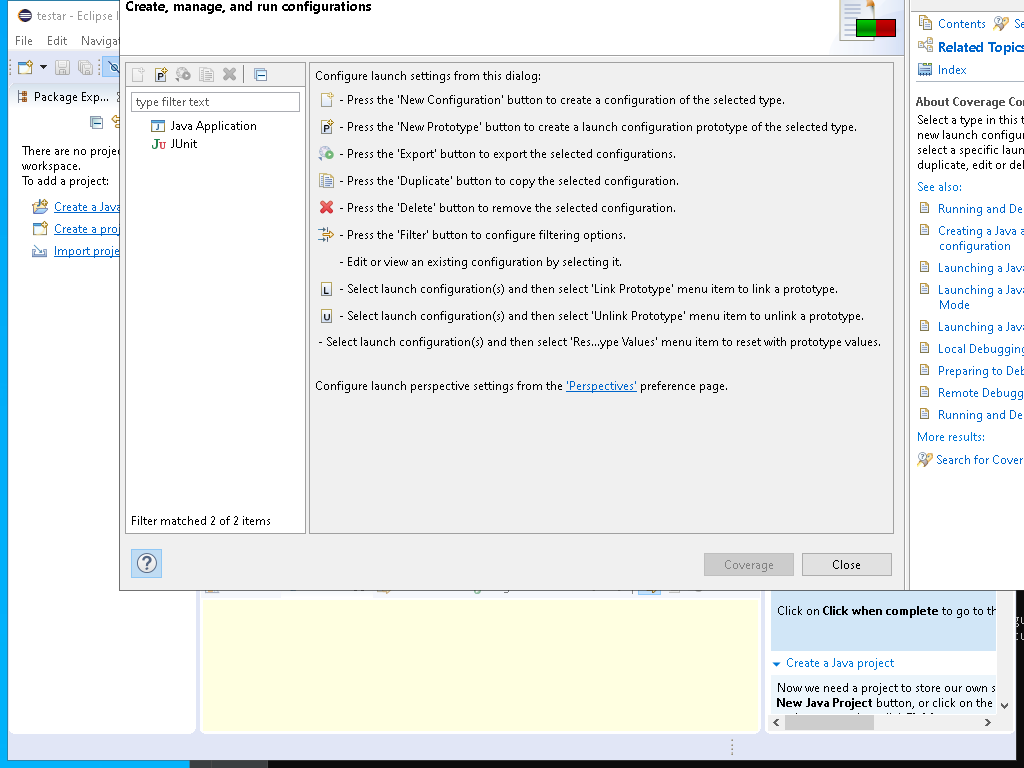 testar - Eclipse
Create, manage, and run configurations
File Edit Navigat
Package Exp...
There are no projec
workspace.
To add a project:
Create a Java
Create a proj
Import proje
type filter text
Java Application
JUnit
Filter matched 2 of 2 items
Configure launch settings from this dialog:
- Press the 'New Configuration' button to create a configuration of the selected type.
- Press the 'New Prototype' button to create a launch configuration prototype of the selected type.
- Press the 'Export' button to export the selected configurations.
- Press the 'Duplicate' button to copy the selected configuration.
- Press the 'Delete' button to remove the selected configuration.
- Press the 'Filter' button to configure filtering options.
- Edit or view an existing configuration by selecting it.
- Select launch configuration(s) and then select 'Link Prototype' menu item to link a prototype.
- Select launch configuration(s) and then select 'Unlink Prototype' menu item to unlink a prototype.
- Select launch configuration(s) and then select 'Res...ype Values' menu item to reset with prototype values.
Configure launch perspective settings from the 'Perspectives' preference page.
Coverage Close
Contents Se
Related Topics
Index
About Coverage Con
Select a type in this t
new launch configur
select a specific laun
duplicate, edit or del
See also:
Running and De
Creating a Java a
configuration
Launching a Java
Launching a Java
Mode
Launching a Java
Local Debugging
Preparing to Deb
Remote Debugg
Running and De
More results:
Search for Cover
Click on Click when complete to go to th
Create a Java project
Now we need a project to store our own s
New Java Project button, or click on the